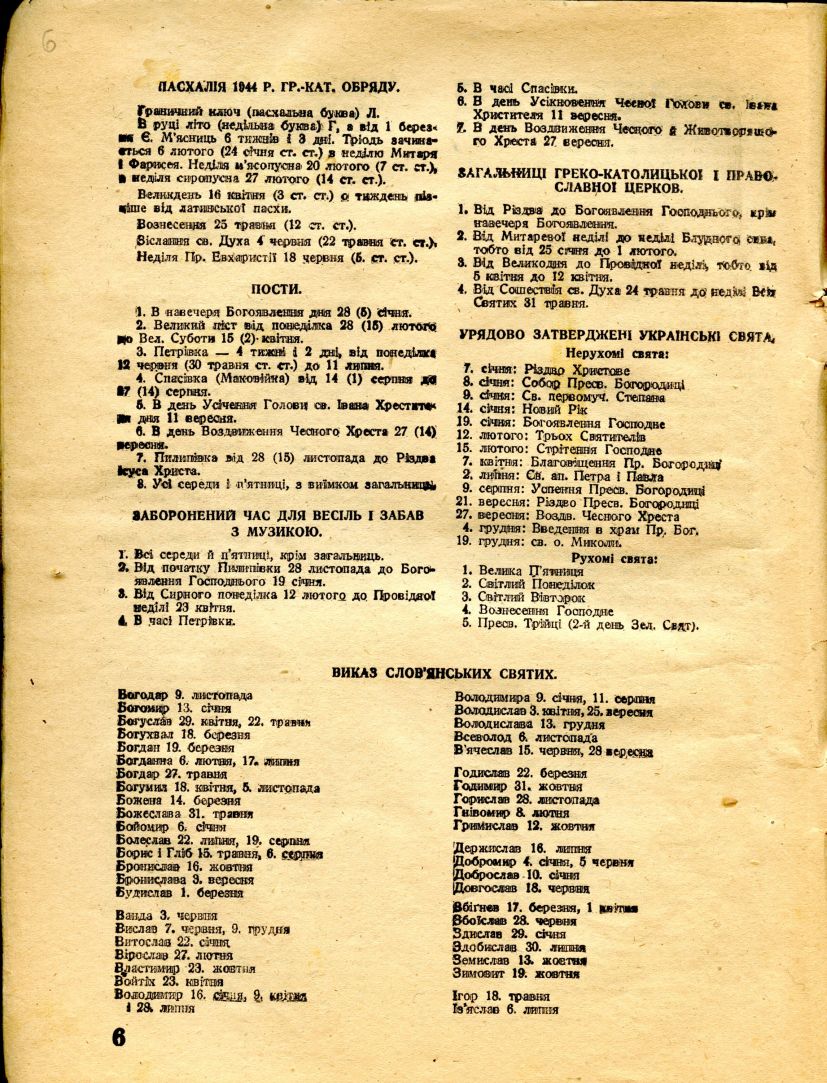 6
ПАСХАЛІЯ 1944 Р. ГР.-КАТ. ОБРЯДУ.
Граничний ключ (пасхальна буква) Л.
В руці літо (недільна буква) Г, а від 1 берез-
ня Є. М'ясниць 6 тижнів і 3 дні. Тріодь зачина-
ється 6 лютого (24 січня ст. ст.) в неділю Митаря
і Фарисея. Неділя м'ясопусна 20 лютого (7 ст. ст.),
а неділя сиропусна 27 лютого (14 ст. ст.).
Великдень 16 квітня (3 ст. ст.) о тиждень піз-
ніше від латинської пасхи.
Вознесення 25 травня (12 ст. ст.).
Зіслання св. Духа 4 червня (22 травня ст. ст.),
Неділя Пр. Евхаристії 18 червня (5. ст. ст.).
ПОСТИ.
1. В навечеря Богоявлення дня 28 (5) січня.
2. Великий піст від понеділка 28 (15) лютого
до Вел. Суботи 15 (2) квітня.
3. Петрівка — 4 тижні і 2 дні, від понеділка
12 червня (30 травня ст. ст.) до 11 липня.
4. Спасівка (Маковійка) від 14 (1) серпня до
27 (14) серпня.
5. В день Усічення Голови св. Івана Хрестите-
ля дня 11 вересня.
6. В день Воздвиження Чесного Хреста 27 (14)
вересня.
7. Пилипівка від 28 (15) листопада до Різдва
Ісуса Христа.
8. Усі середи і п'ятниці, з виїмком загальниць.
ЗАБОРОНЕНИЙ ЧАС ДЛЯ ВЕСІЛЬ І ЗАБАВ
З МУЗИКОЮ.
1. Всі середи й п'ятниці, крім загальниць.
2. Від початку Пилипівки 28 листопада до Бого-
явлення Господнього 19 січня.
3. Від Сирного понеділка 12 лютого до Провідної
неділі 23 квітня.
4. В часі Петрівки.
5. В часі Спасівки.
6. В день Усікновення Чесної Голови св. Івана
Христителя 11 вересня.
7. В день Воздвиження Чесного й Животворящо-
го Хреста 27 вересня.
ЗАГАЛЬНИЦІ ГРЕКО-КАТОЛИЦЬКОЇ І ПРАВО-
СЛАВНОЇ ЦЕРКОВ.
1. Від Різдва до Богоявлення Господнього, крім
навечеря Богоявлення.
2. Від Митаревої неділі до неділі Блудного сина,
тобто від 25 січня до 1 лютого.
3. Від Великодня до Провідної неділі, тобто від
5 квітня до 12 квітня.
4. Від Сошествія св. Духа 24 травня до неділі Всіх
Святих 31 травня.
УРЯДОВО ЗАТВЕРДЖЕНІ УКРАЇНСЬКІ СВЯТА.
Нерухомі свята:
7. січня: Різдво Христове
8. січня: Собор Пресв. Богородиці
9. січня: Св. первомуч. Степана
14. січня: Новий Рік
19. січня: Богоявлення Господне
12. лютого: Трьох Святителів
15. лютого: Стрітення Господне
7. квітня: Благовіщення Пр. Богородиці
2. липня: Св. ап. Петра і Павла
9. серпня: Успення Пресв. Богородиці
21. вересня: Різдво Пресв. Богородиці
27. вересня: Воздв. Чесного Хреста
4. грудня: Введення в храм Пр. Бог.
19. грудня: св. о. Миколи.
Рухомі свята:
1. Велика П'ятниця
2. Світлий Понеділок
3. Світлий Вівторок
4. Вознесення Господне
5. Пресв. Трійці (2-й день Зел. Свят).
ВИКАЗ СЛОВ'ЯНСЬКИХ СВЯТИХ.
Богодар 9. листопада
Богомир 13. січня
Богуслав 29. квітня, 22. травня
Богухвал 18. березня
Богдан 19. березня
Богданна 6. лютня, 17. липня
Богдар 27. травня
Богумил 18. квітня, 5. листопада
Божена 14. березня
Божеслава 31. травня
Бойомир 6. січня
Болеслав 22. липня, 19. серпня
Борис і Гліб 15. травня, 6. серпня
Бронислав 16. жовтня
Бронислава 3. вересня
Будислав 1. березня
Ванда 3. червня
Вислав 7. червня, 9. грудня
Витослав 22. січня
Вірослав 27. лютня
Властимир 23. жовтня
Войтіх 23. квітня
Володимир 16. січня, 9. квітня
і 28. липня
Володимира 9. січня, 11. серпня
Володислав 3. квітня, 25. вересня
Володислава 13. грудня
Всеволод 6. листопада
В'ячеслав 15. червня, 28 вересня
Годислав 22. березня
Годимир 31. жовтня
Горислав 28. листопада
Гнівомир 8. лютня
Гримислав 12. жовтня
Держислав 16. липня
Добромир 4. січня, 5 червня
Доброслав 10. січня
Довгослав 18. червня
Збігнев 17. березня, 1 квітня
Збоїслав 28. червня
Здислав 29. січня
Здобислав 30. липня
Земислав 13. жовтня
Зимовит 19. жовтня
Ігор 18. травня
Із'яслав 6. липня
6